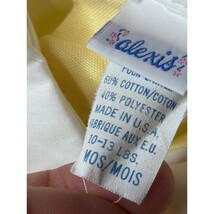 alexis
60% COTTON/COTON
40% POLYESTER
MADE IN U.S.A.
FABRIQUE AUX E.U.
10-13 LBS.
MOS/MOIS